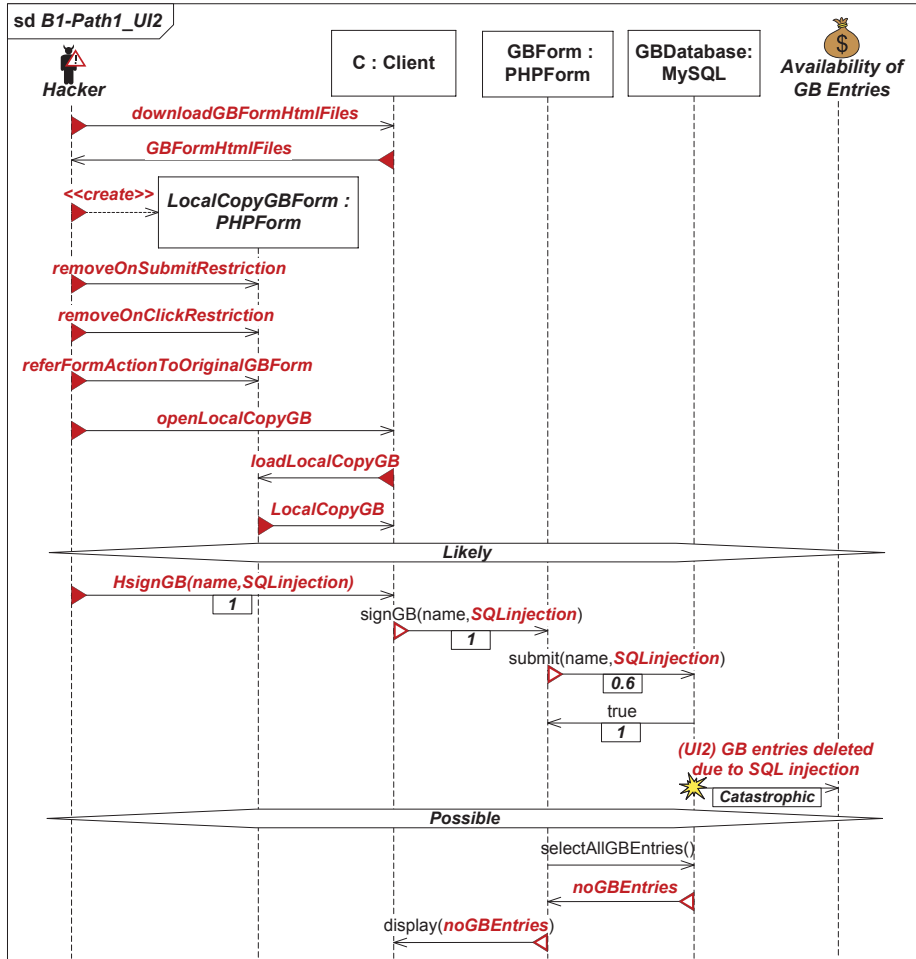 sd B1-Path1_UI2
Hacker
C : Client
GBForm :
PHPForm
GBDatabase:
MySQL
$
Availability of
GB Entries
downloadGBFormHtmlFiles
GBFormHtmlFiles
<<create>>
LocalCopyGBForm :
PHPForm
removeOnSubmitRestriction
removeOnClickRestriction
referFormActionToOriginalGBForm
openLocalCopyGB
loadLocalCopyGB
LocalCopyGB
Likely
HsignGB(name,SQLinjection)
1
signGB(name,SQLinjection)
1
submit(name,SQLinjection)
0.6
true
1
(UI2) GB entries deleted
due to SQL injection
Catastrophic
Possible
selectAllGBEntries()
noGBEntries
display(noGBEntries)